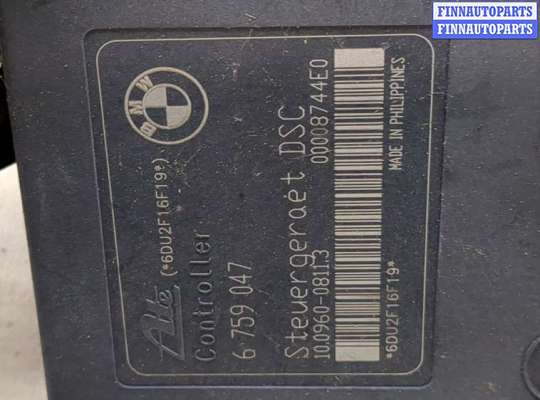 FINNAUTOPARTS
FINNAUTOPARTS
BMW
Ate (*6DU2F16F19*)
Controller
6 759 047
Steuergeraet DSC
10.0960-0811.3 00008744E0
*6DU2F16F19* MADE IN PHILIPPINES